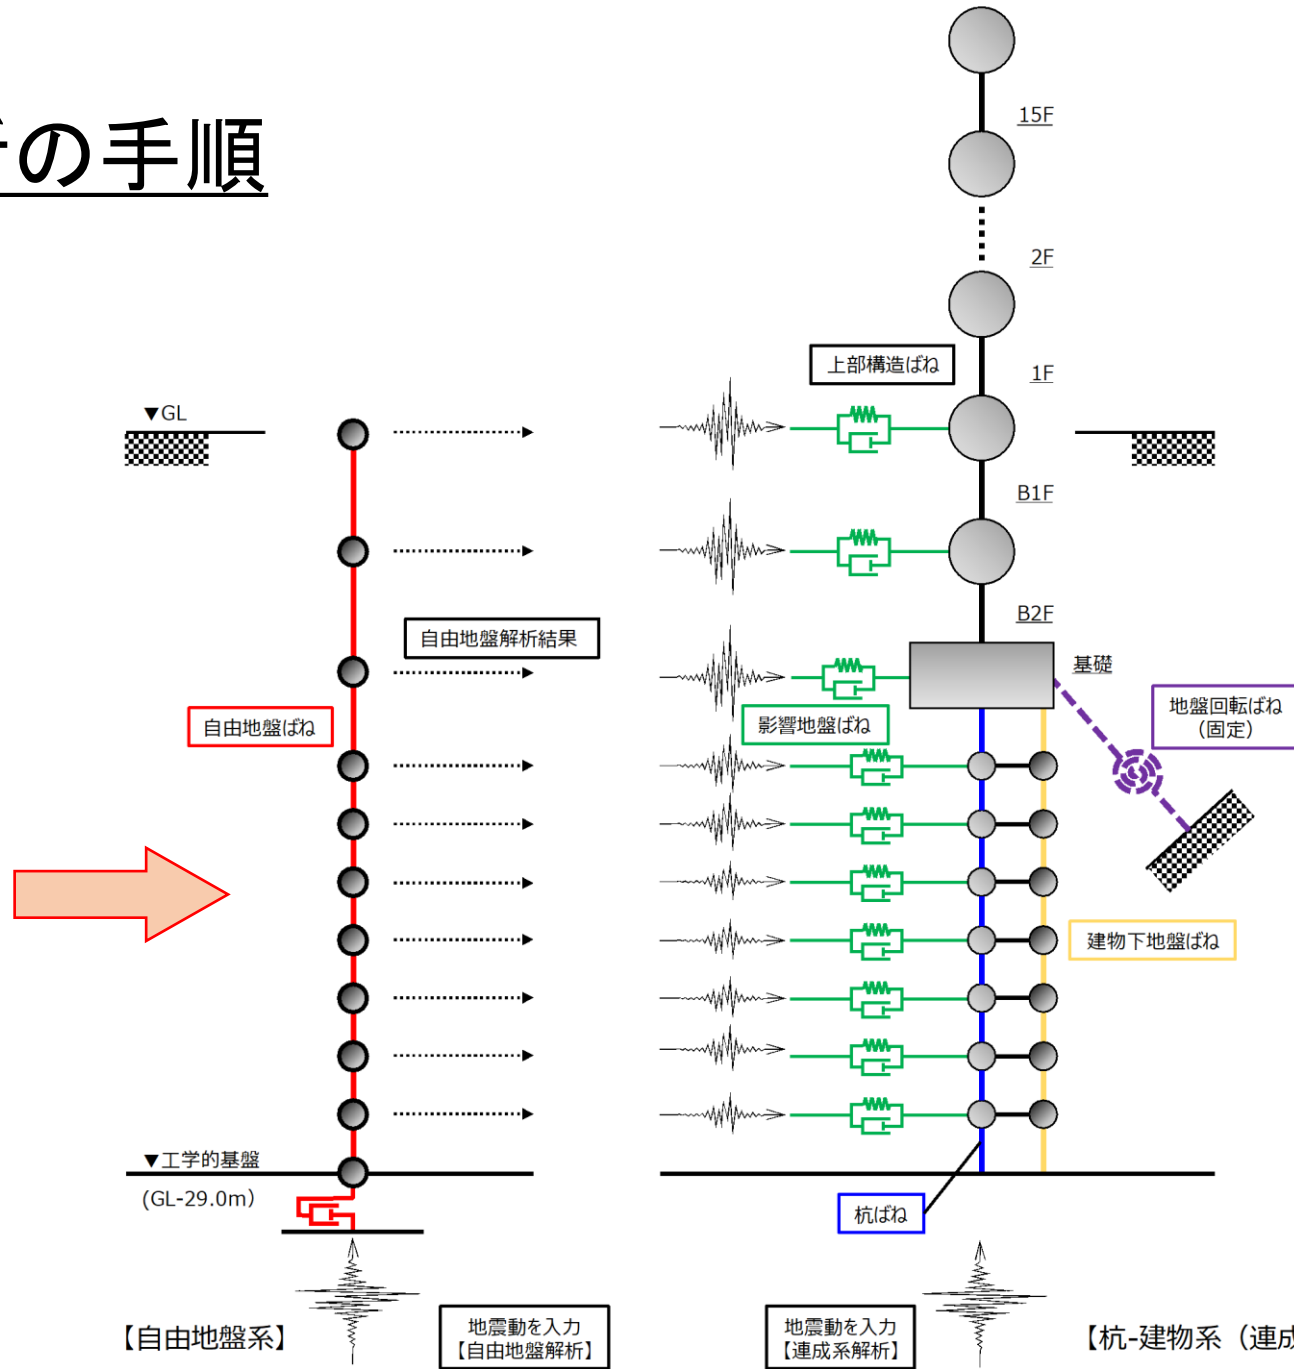 の手順
15F
2F
上部構造ばね
1F
▼GL
B1F
B2F
自由地盤解析結果
基礎
自由地盤ばね
影響地盤ばね
地盤回転ばね
(固定)
建物下地盤ばね
▼工学的基盤
(GL-29.0m)
杭ばね
【自由地盤系】
地震動を入力
【自由地盤解析】
地震動を入力
【連成系解析】
【杭-建物系（連成